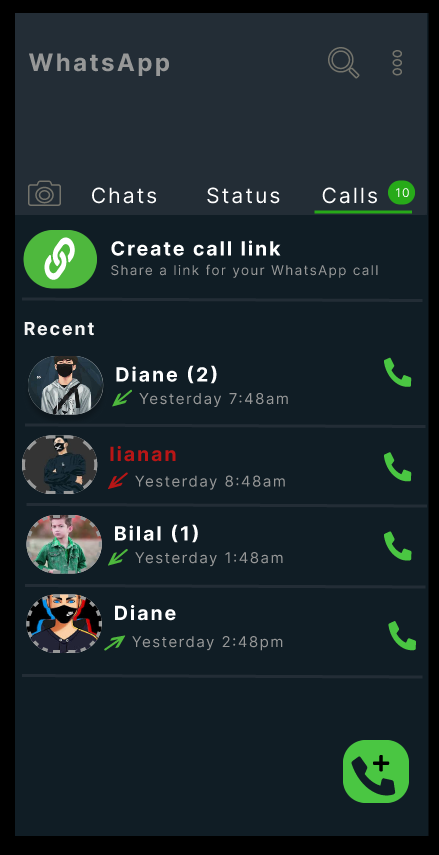 WhatsApp
Chats Status Calls 10
Create call link
Share a link for your WhatsApp call
Recent
Diane (2)
Yesterday 7:48am
lianan
Yesterday 8:48am
Bilal (1)
Yesterday 1:48am
Diane
Yesterday 2:48pm